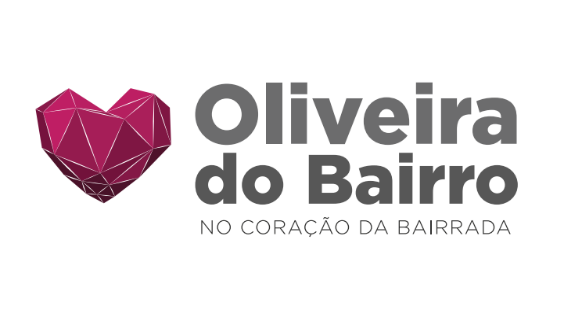 Oliveira
do Bairro
NO CORAÇÃO DA BAIRRADA